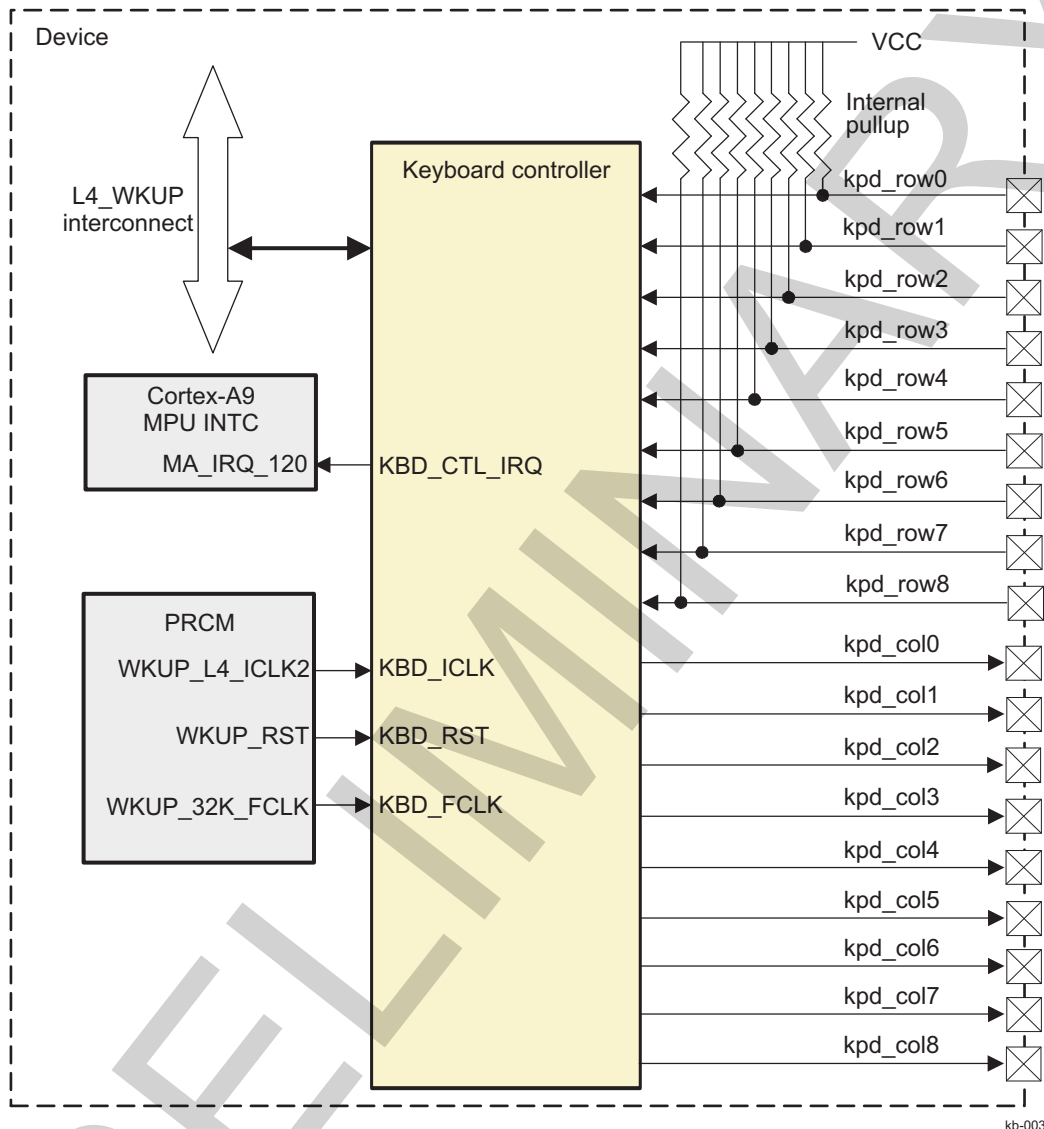 Device
VCC
Internal
pullup
Keyboard controller
L4_WKUP
interconnect
kpd_row0
kpd_row1
kpd_row2
kpd_row3
kpd_row4
kpd_row5
kpd_row6
kpd_row7
kpd_row8
Cortex-A9
MPU INTC
MA_IRQ_120
KBD_CTL_IRQ
PRCM
WKUP_L4_ICLK2
KBD_ICLK
WKUP_RST
KBD_RST
WKUP_32K_FCLK
KBD_FCLK
kpd_col0
kpd_col1
kpd_col2
kpd_col3
kpd_col4
kpd_col5
kpd_col6
kpd_col7
kpd_col8
kb-003
PRELIMINARY